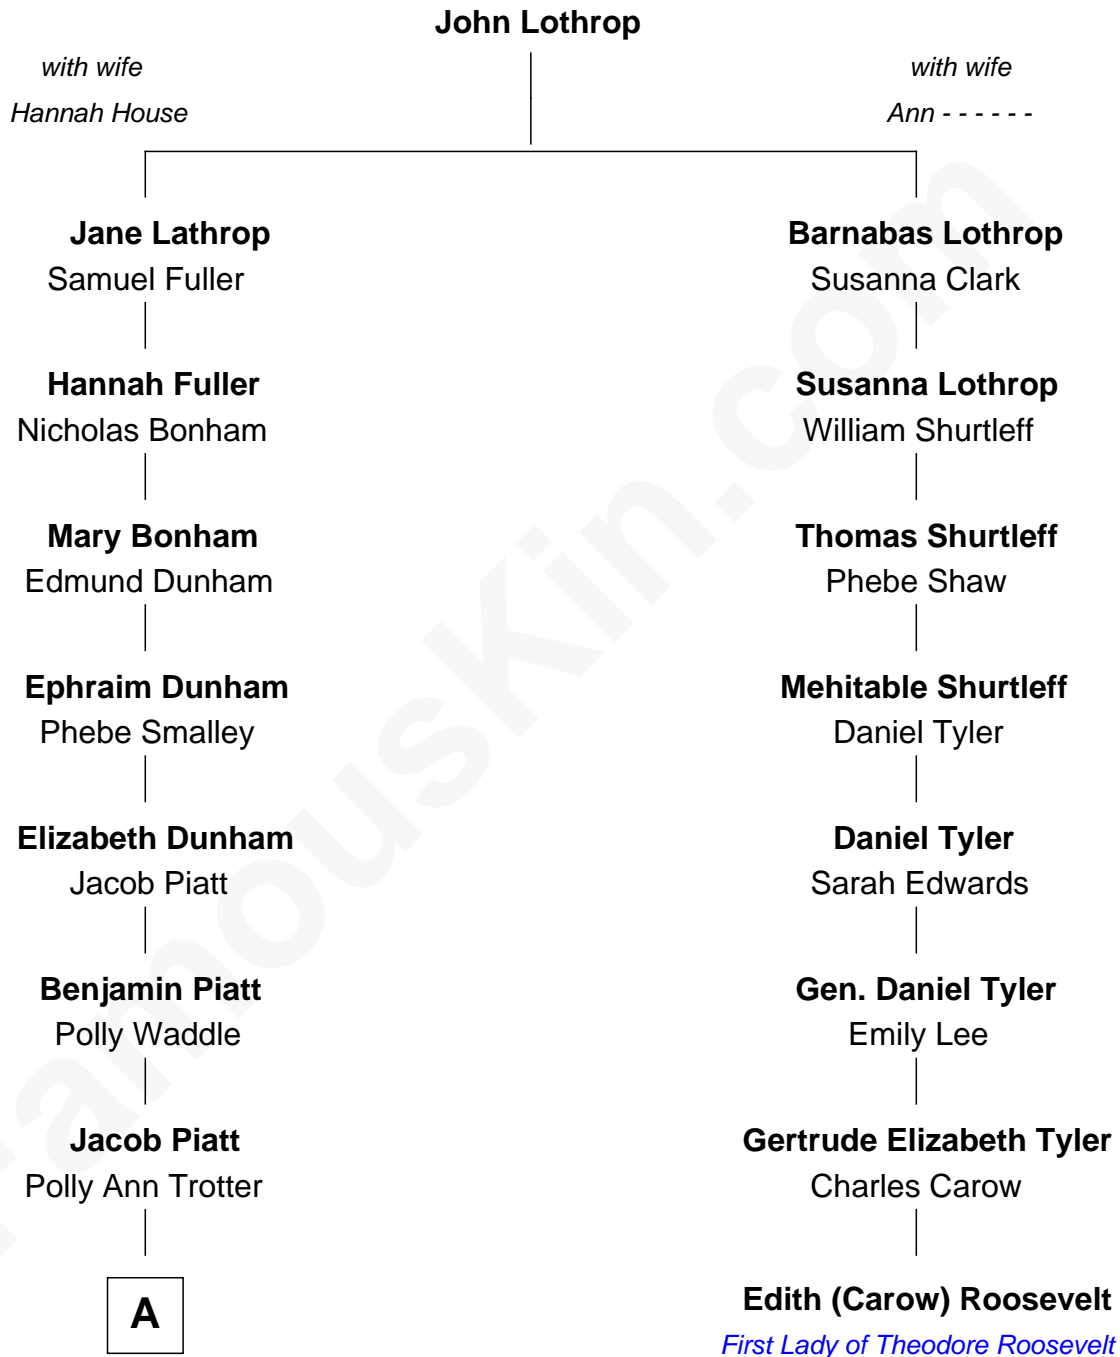 John Lothrop
with wife
Hannah House
with wife
Ann - - - - - -
Jane Lathrop
Samuel Fuller
Barnabas Lothrop
Susanna Clark
Hannah Fuller
Nicholas Bonham
Susanna Lothrop
William Shurtleff
Mary Bonham
Edmund Dunham
Thomas Shurtleff
Phebe Shaw
Ephraim Dunham
Phebe Smalley
Mehitable Shurtleff
Daniel Tyler
Elizabeth Dunham
Jacob Piatt
Daniel Tyler
Sarah Edwards
Benjamin Piatt
Polly Waddle
Gen. Daniel Tyler
Emily Lee
Jacob Piatt
Polly Ann Trotter
Gertrude Elizabeth Tyler
Charles Carow
A
Edith (Carow) Roosevelt
First Lady of Theodore Roosevelt
FamousKin.com